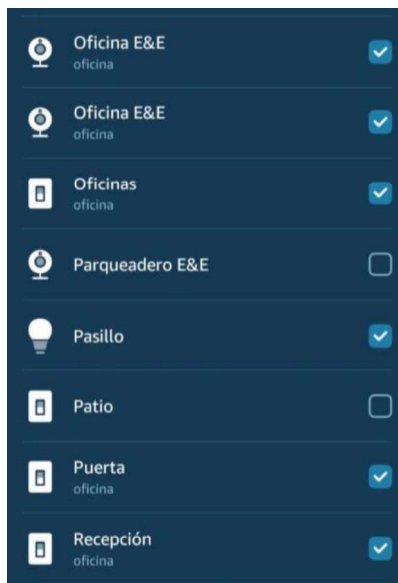 Oficina E&E
oficina
Oficina E&E
oficina
Oficinas
oficina
Parqueadero E&E
Pasillo
Patio
Puerta
oficina
Recepción
oficina